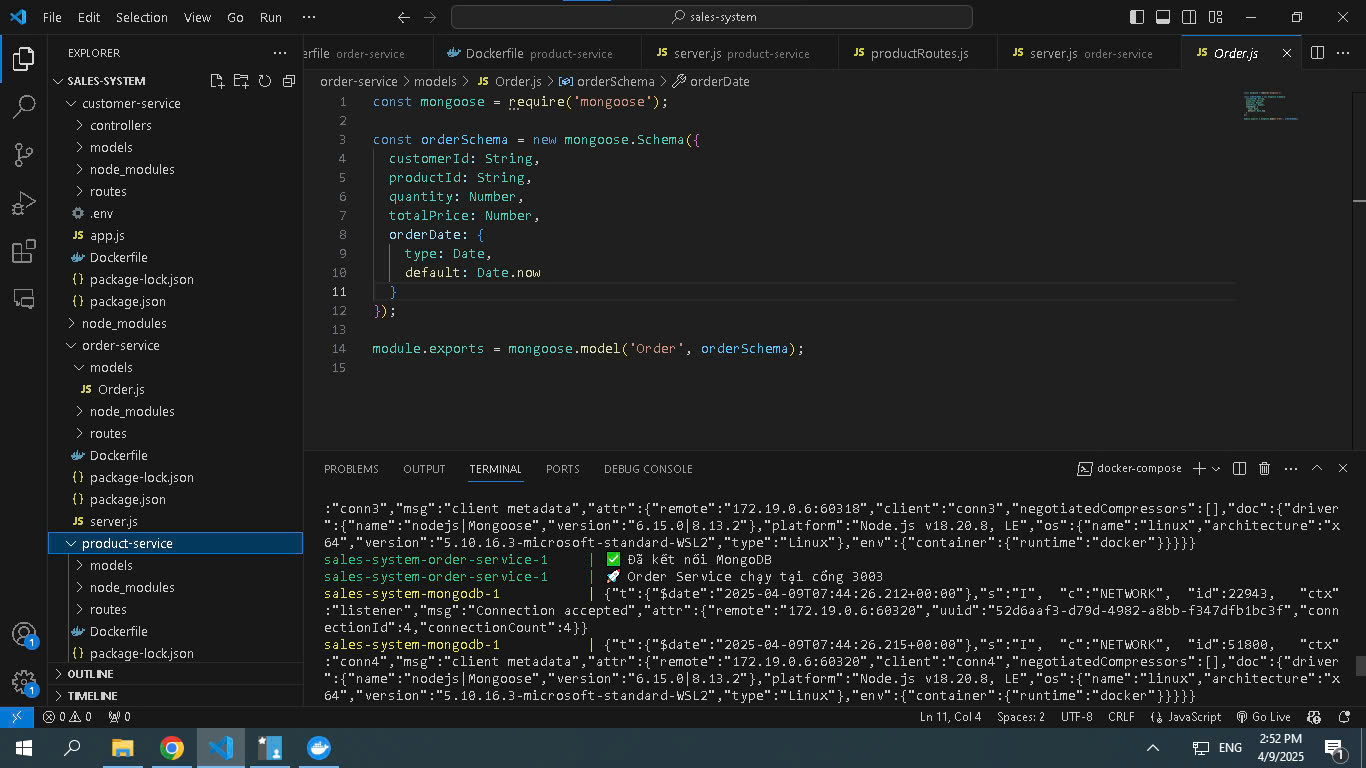 File Edit Selection View Go Run ··· sales-system
EXPLORER ···
SALES-SYSTEM
customer-service
controllers
models
node_modules
routes
.env
JS app.js
Dockerfile
{} package-lock.json
{} package.json
node_modules
order-service
models
JS Order.js
node_modules
routes
Dockerfile
{} package-lock.json
{} package.json
JS server.js
product-service
models
node_modules
routes
Dockerfile
{} package-lock.json
OUTLINE
TIMELINE
erfile order-service Dockerfile product-service JS server.js product-service JS productRoutes.js JS server.js order-service JS Order.js
order-service > models > JS Order.js > orderSchema > orderDate
1 const mongoose = require('mongoose');
2
3 const orderSchema = new mongoose.Schema({
4 customerId: String,
5 productId: String,
6 quantity: Number,
7 totalPrice: Number,
8 orderDate: {
9 type: Date,
10 default: Date.now
11 }
12 });
13
14 module.exports = mongoose.model('Order', orderSchema);
15
PROBLEMS OUTPUT TERMINAL PORTS DEBUG CONSOLE docker-compose
:"conn3","msg":"client metadata","attr":{"remote":"172.19.0.6:60318","client":"conn3","negotiatedCompressors":[],"doc":{"driver
":{"name":"nodejs|Mongoose","version":"6.15.0|8.13.2"},"platform":"Node.js v18.20.8, LE","os":{"name":"linux","architecture":"x
64","version":"5.10.16.3-microsoft-standard-WSL2","type":"Linux"},"env":{"container":{"runtime":"docker"}}}}}
sales-system-order-service-1 | ✅ Đã kết nối MongoDB
sales-system-order-service-1 | 🚀 Order Service chạy tại cổng 3003
sales-system-mongodb-1 | {"t":{"$date":"2025-04-09T07:44:26.212+00:00"},"s":"I", "c":"NETWORK", "id":22943, "ctx"
:"listener","msg":"Connection accepted","attr":{"remote":"172.19.0.6:60320","uuid":"52d6aaf3-d79d-4982-a8bb-f347dfb1bc3f","conn
ectionId":4,"connectionCount":4}}
sales-system-mongodb-1 | {"t":{"$date":"2025-04-09T07:44:26.215+00:00"},"s":"I", "c":"NETWORK", "id":51800, "ctx"
:"conn4","msg":"client metadata","attr":{"remote":"172.19.0.6:60320","client":"conn4","negotiatedCompressors":[],"doc":{"driver
":{"name":"nodejs|Mongoose","version":"6.15.0|8.13.2"},"platform":"Node.js v18.20.8, LE","os":{"name":"linux","architecture":"x
64","version":"5.10.16.3-microsoft-standard-WSL2","type":"Linux"},"env":{"container":{"runtime":"docker"}}}}}
1
1
0 0 0 Ln 11, Col 4 Spaces: 2 UTF-8 CRLF {} JavaScript Go Live
ENG 2:52 PM
4/9/2025 1